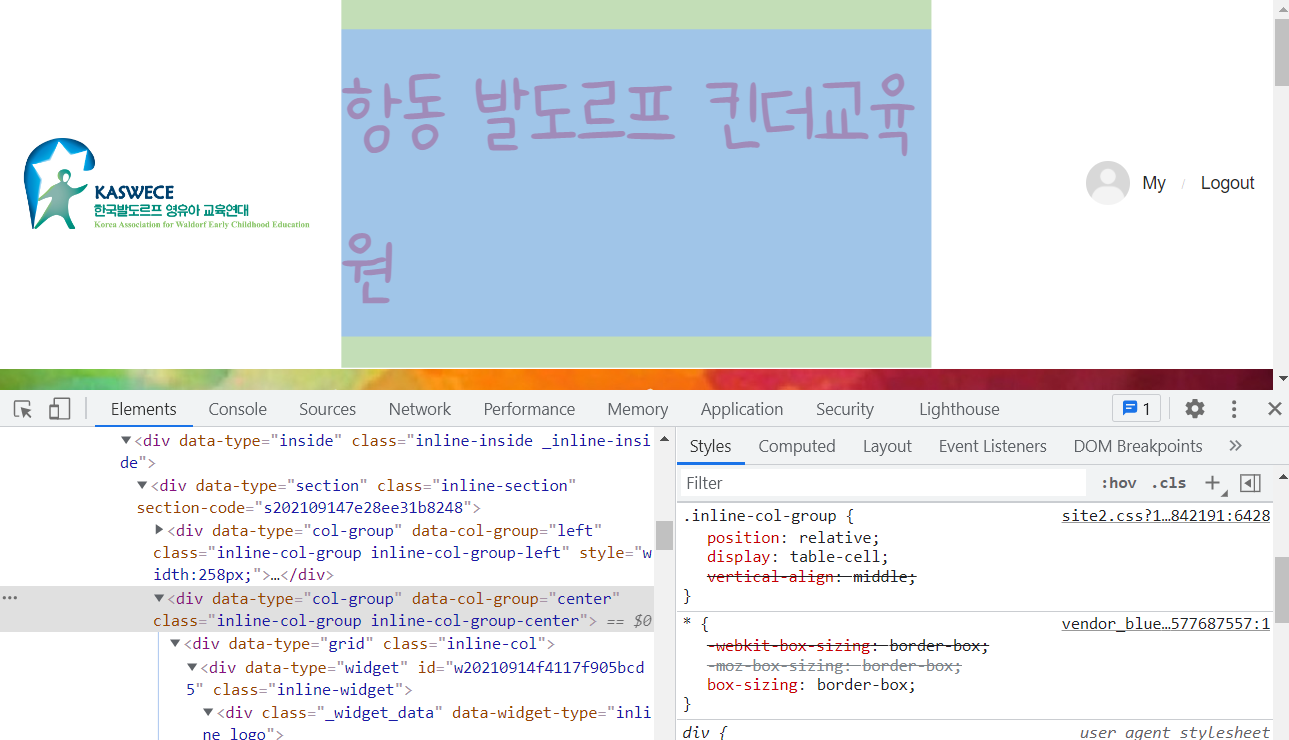 항동 발도르프 킨더교육
원
KASWECE
한국발도르프 영유아 교육연대
Korea Association for Waldorf Early Childhood Education
My / Logout
Elements Console Sources Network Performance Memory Application Security Lighthouse 1
▼<div data-type="inside" class="inline-inside _inline-insi
de">
▼<div data-type="section" class="inline-section"
section-code="s202109147e28ee31b8248">
▶<div data-type="col-group" data-col-group="left"
class="inline-col-group inline-col-group-left" style="w
idth:258px;">…</div>
… ▼<div data-type="col-group" data-col-group="center"
class="inline-col-group inline-col-group-center"> == $0
▼<div data-type="grid" class="inline-col">
▼<div data-type="widget" id="w20210914f4117f905bcd
5" class="inline-widget">
▼<div class="_widget_data" data-widget-type="inli
ne logo">
Styles Computed Layout Event Listeners DOM Breakpoints »
Filter :hov .cls +
.inline-col-group { site2.css?1…842191:6428
position: relative;
display: table-cell;
vertical-align: middle;
}
* { vendor_blue…577687557:1
-webkit-box-sizing: border-box;
-moz-box-sizing: border-box;
box-sizing: border-box;
}
div { user agent stylesheet